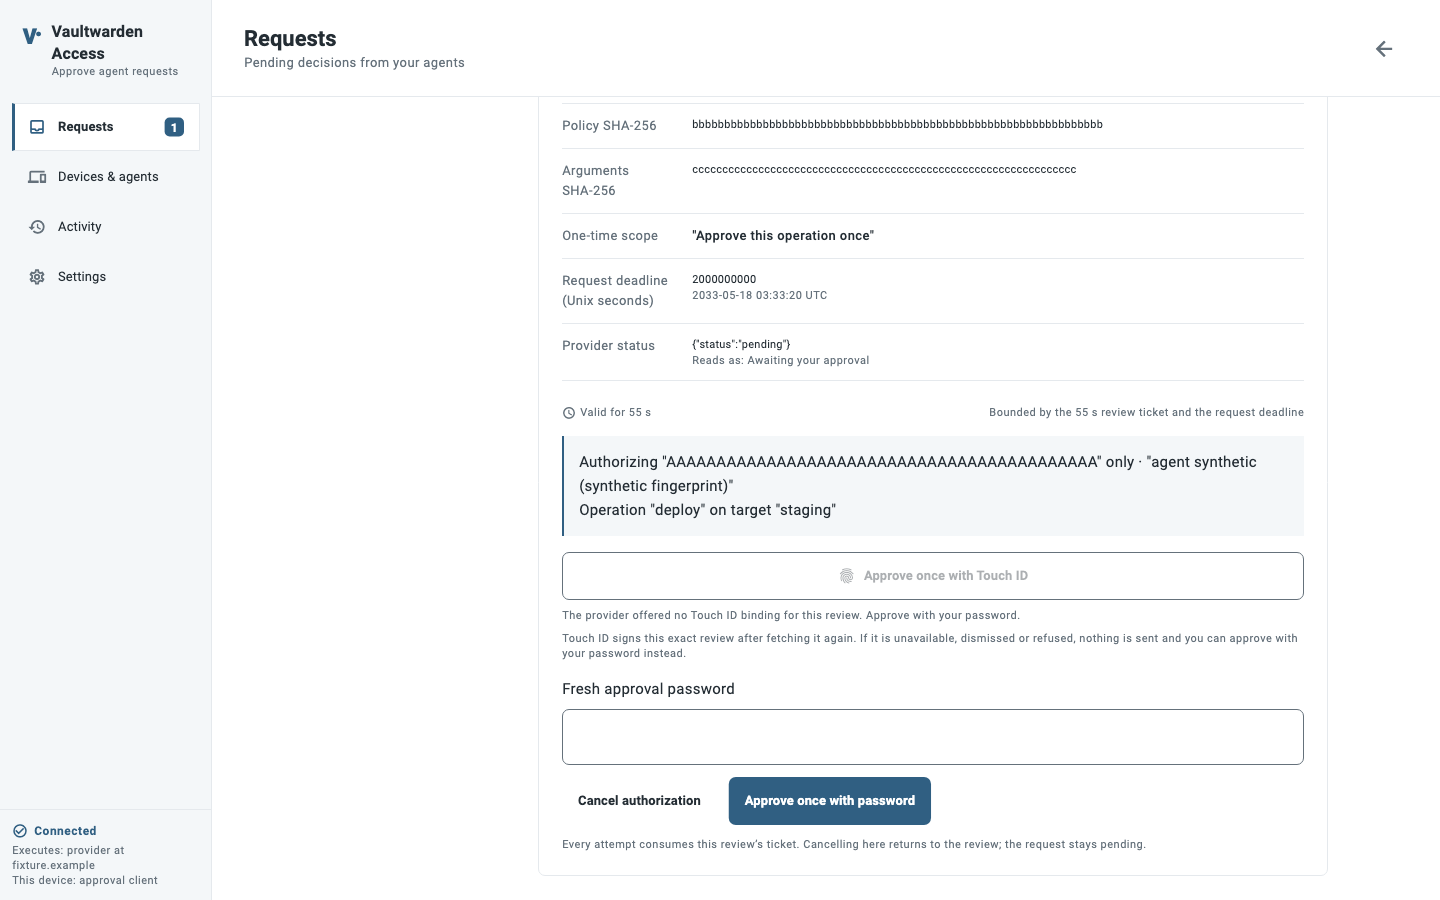 Vaultwarden
Access
Approve agent requests
Requests
1
Devices & agents
Activity
Settings
Connected
Executes: provider at
fixture.example
This device: approval client
Requests
Pending decisions from your agents
Policy SHA-256
bbbbbbbbbbbbbbbbbbbbbbbbbbbbbbbbbbbbbbbbbbbbbbbbbbbbbbbbbbbbbbbb
Arguments
SHA-256
cccccccccccccccccccccccccccccccccccccccccccccccccccccccccccccccc
One-time scope
"Approve this operation once"
Request deadline
(Unix seconds)
2000000000
2033-05-18 03:33:20 UTC
Provider status
{"status":"pending"}
Reads as: Awaiting your approval
Valid for 55 s
Bounded by the 55 s review ticket and the request deadline
Authorizing "AAAAAAAAAAAAAAAAAAAAAAAAAAAAAAAAAAAAAAAAAAA" only · "agent synthetic
(synthetic fingerprint)"
Operation "deploy" on target "staging"
Approve once with Touch ID
The provider offered no Touch ID binding for this review. Approve with your password.
Touch ID signs this exact review after fetching it again. If it is unavailable, dismissed or refused, nothing is sent and you can approve with
your password instead.
Fresh approval password
Cancel authorization
Approve once with password
Every attempt consumes this review's ticket. Cancelling here returns to the review; the request stays pending.